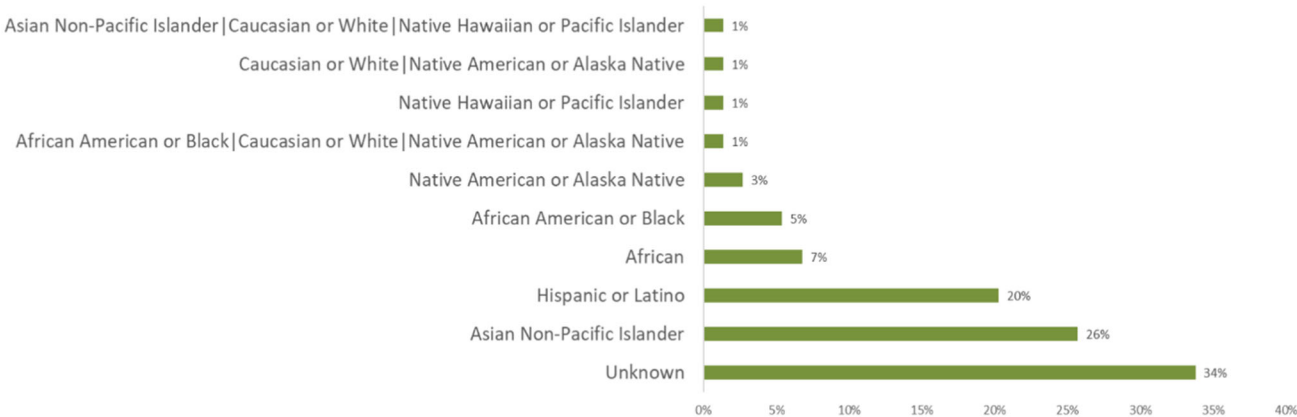 Asian Non-Pacific Islander|Caucasian or White|Native Hawaiian or Pacific Islander 1%
Caucasian or White|Native American or Alaska Native 1%
Native Hawaiian or Pacific Islander 1%
African American or Black|Caucasian or White|Native American or Alaska Native 1%
Native American or Alaska Native 3%
African American or Black 5%
African 7%
Hispanic or Latino 20%
Asian Non-Pacific Islander 26%
Unknown 34%
0% 5% 10% 15% 20% 25% 30% 35% 40%